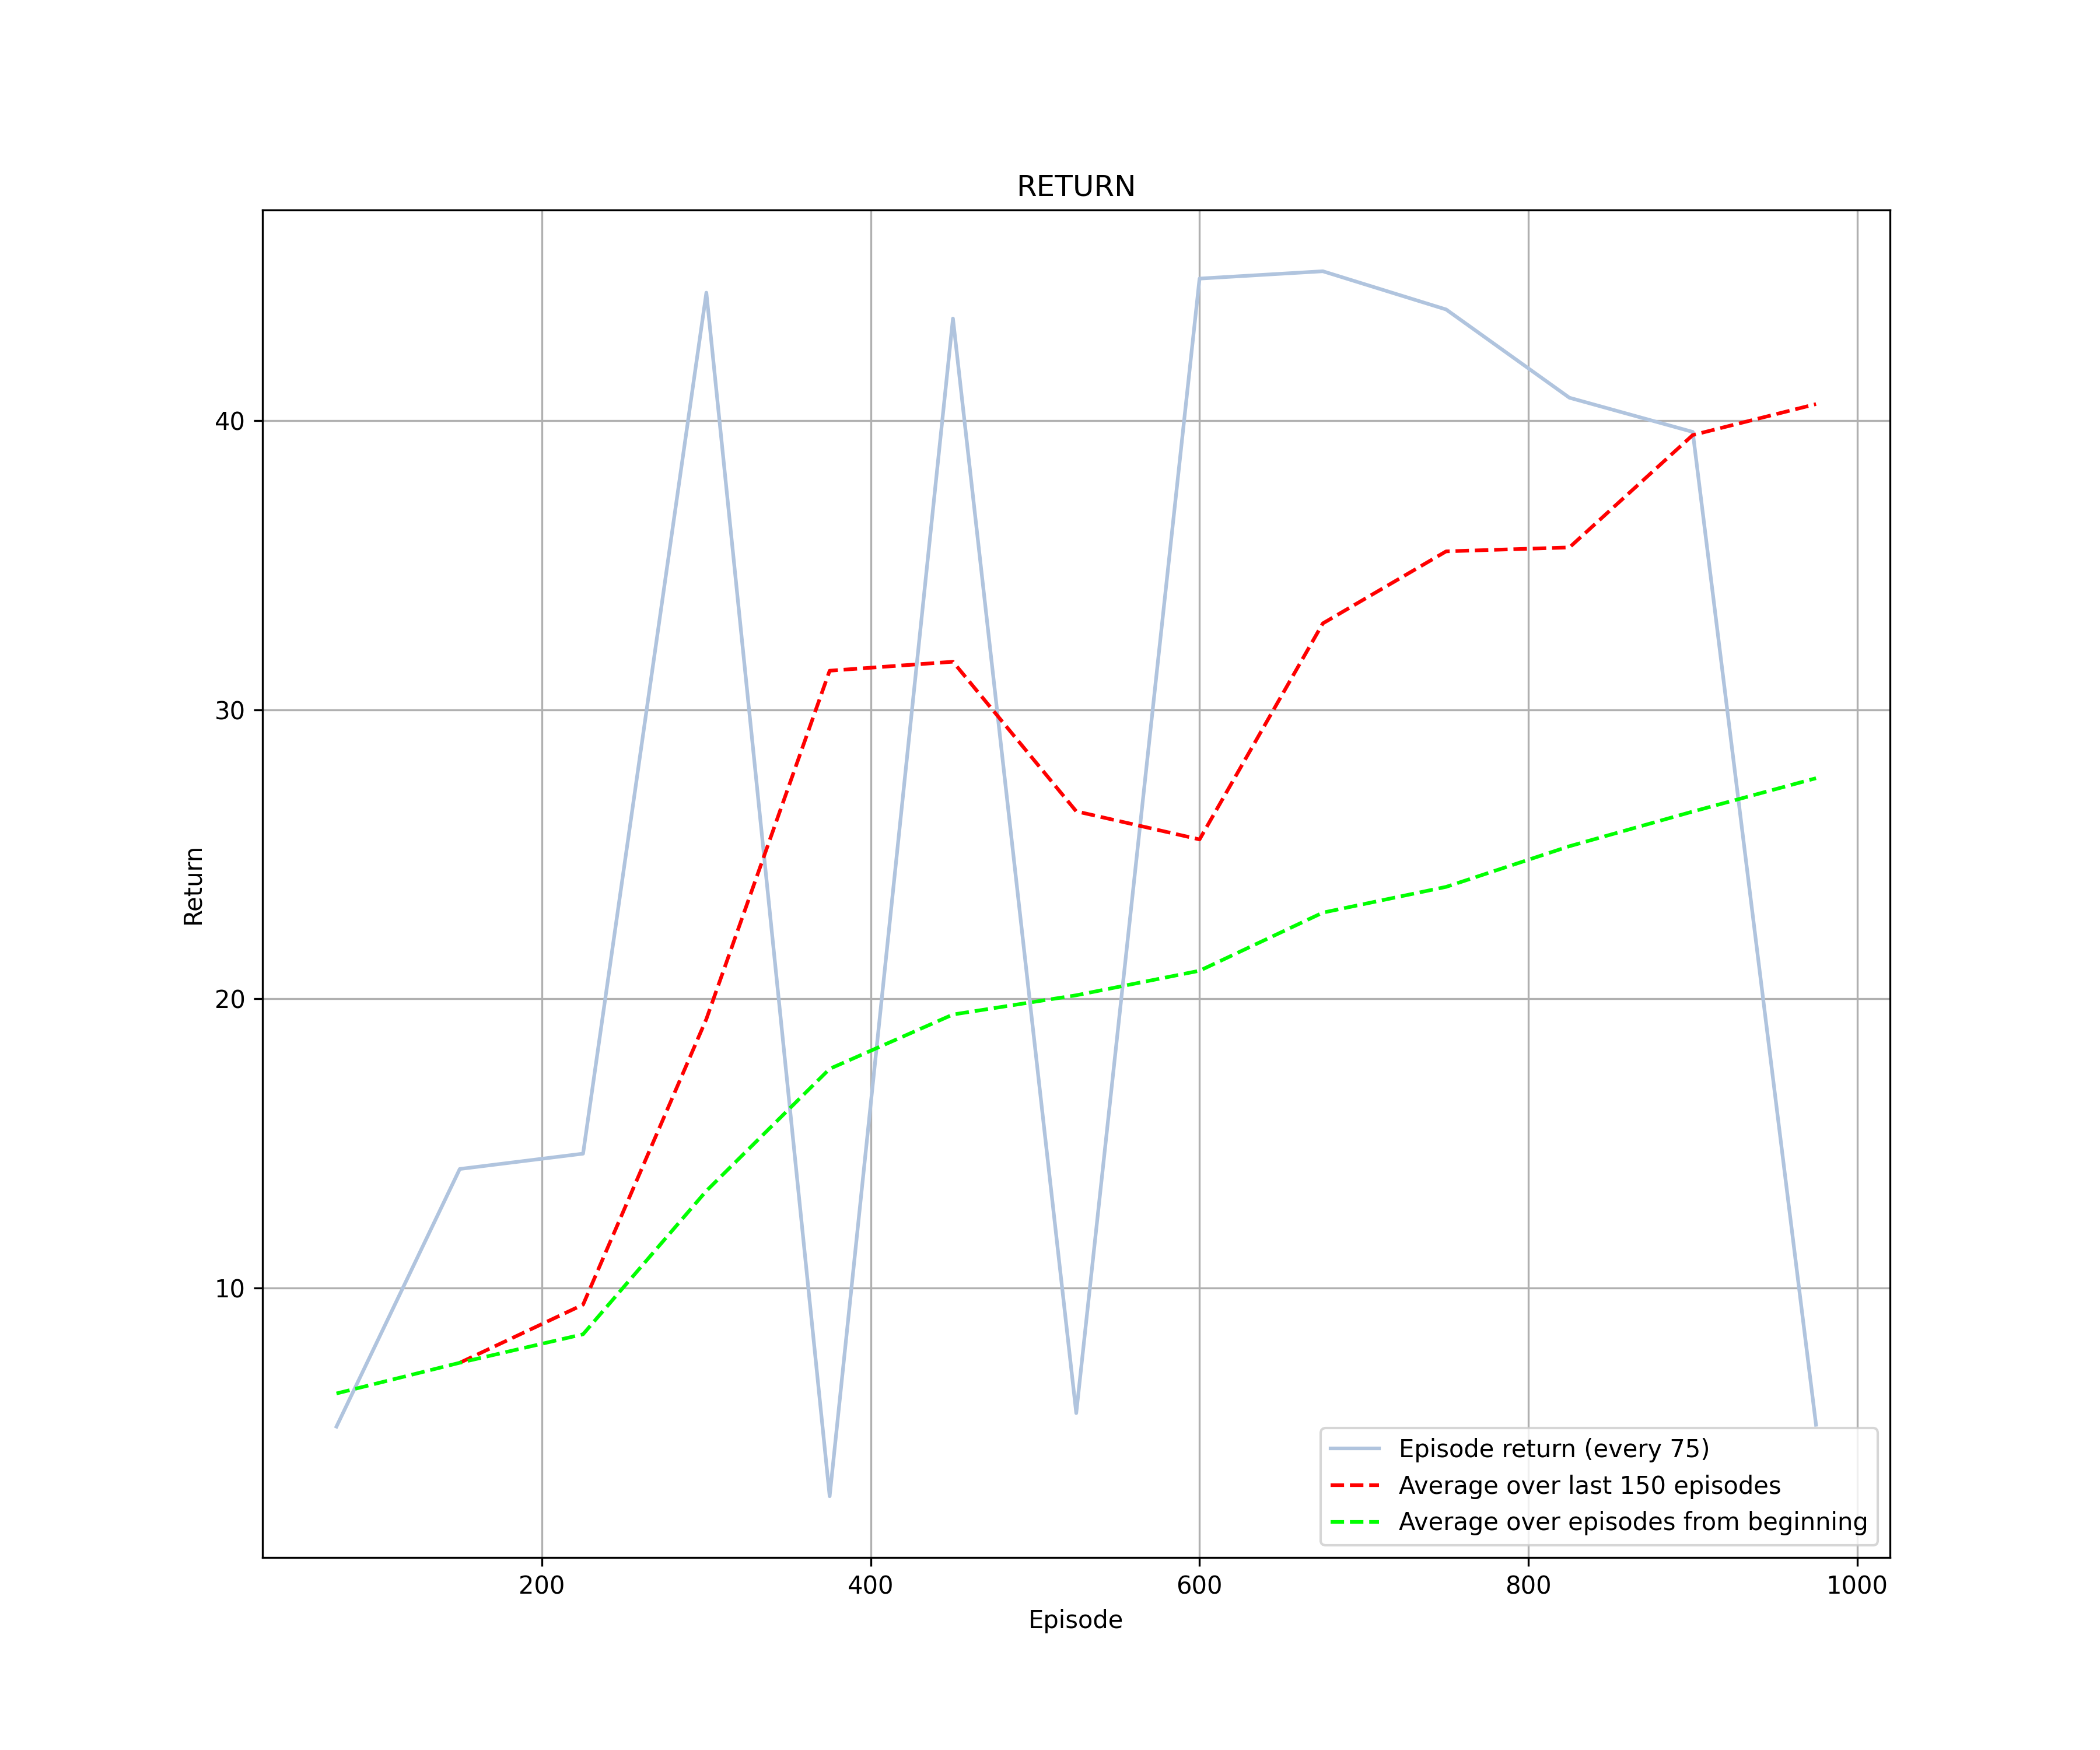 RETURN
40
30
20
10
Return
200 400 600 800 1000
Episode
Episode return (every 75)
Average over last 150 episodes
Average over episodes from beginning